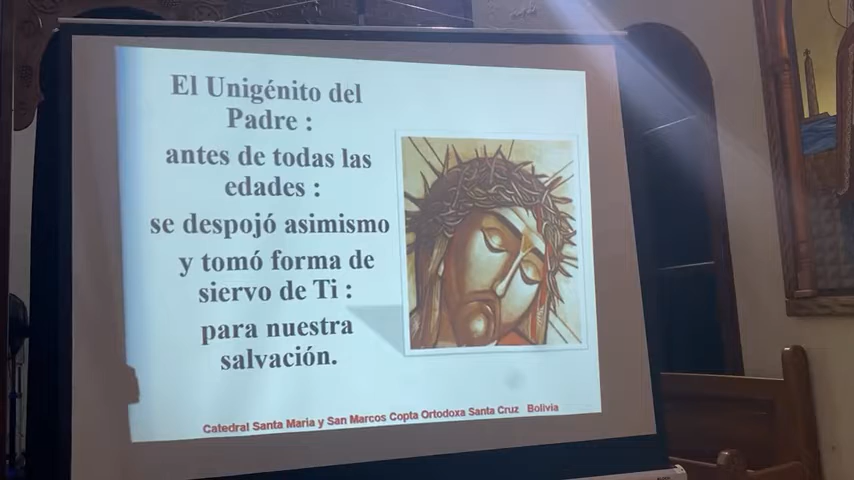 El Unigénito del
Padre :
antes de todas las
edades :
se despojó asimismo
y tomó forma de
siervo de Ti :
para nuestra
salvación.
Catedral Santa Maria y San Marcos Copta Ortodoxa Santa Cruz Bolivia